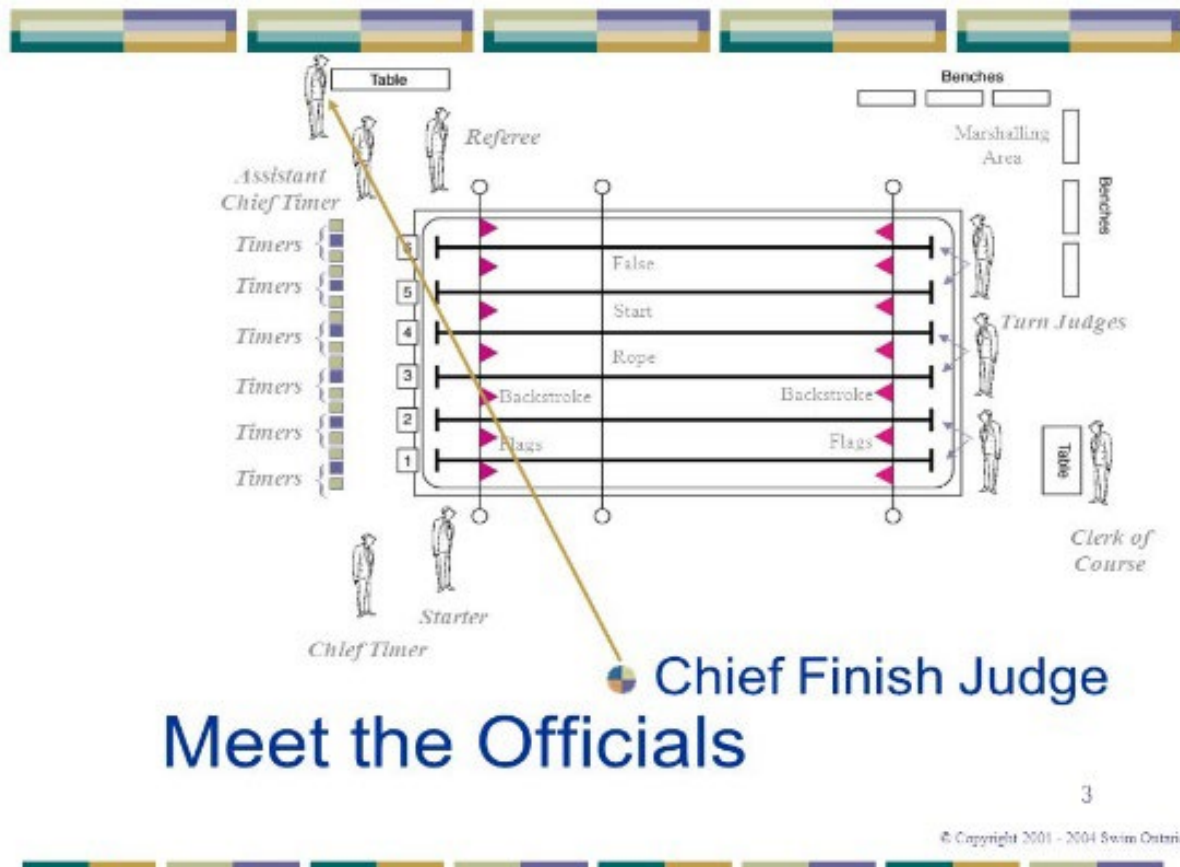 Table
Benches
Referee
Marshalling
Area
Assistant
Chief Timer
Benches
Timers
False
Timers
5
Start
Turn Judges
Timers
4
Rope
Timers
3
Backstroke
Backstroke
Timers
2
Flags
Flags
Table
Timers
1
Clerk of
Course
Starter
Chief Timer
Chief Finish Judge
Meet the Officials
3
© Copyright 2001 - 2004 Swim